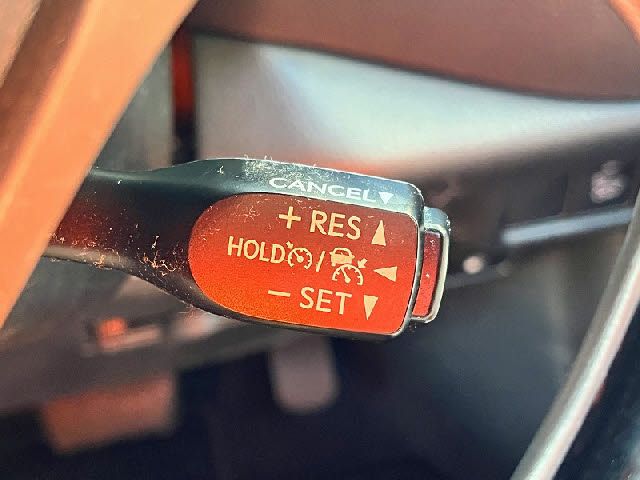 CANCEL▼
+ RES ▲
HOLD / ◀
− SET ▼